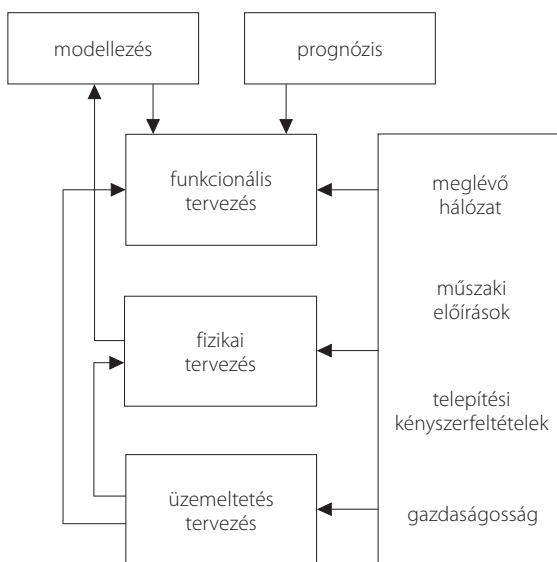 modellezés
prognózis
funkcionális
tervezés
meglévő
hálózat
műszaki
előírások
fizikai
tervezés
telepítési
kényszerfeltételek
üzemeltetés
tervezés
gazdaságosság